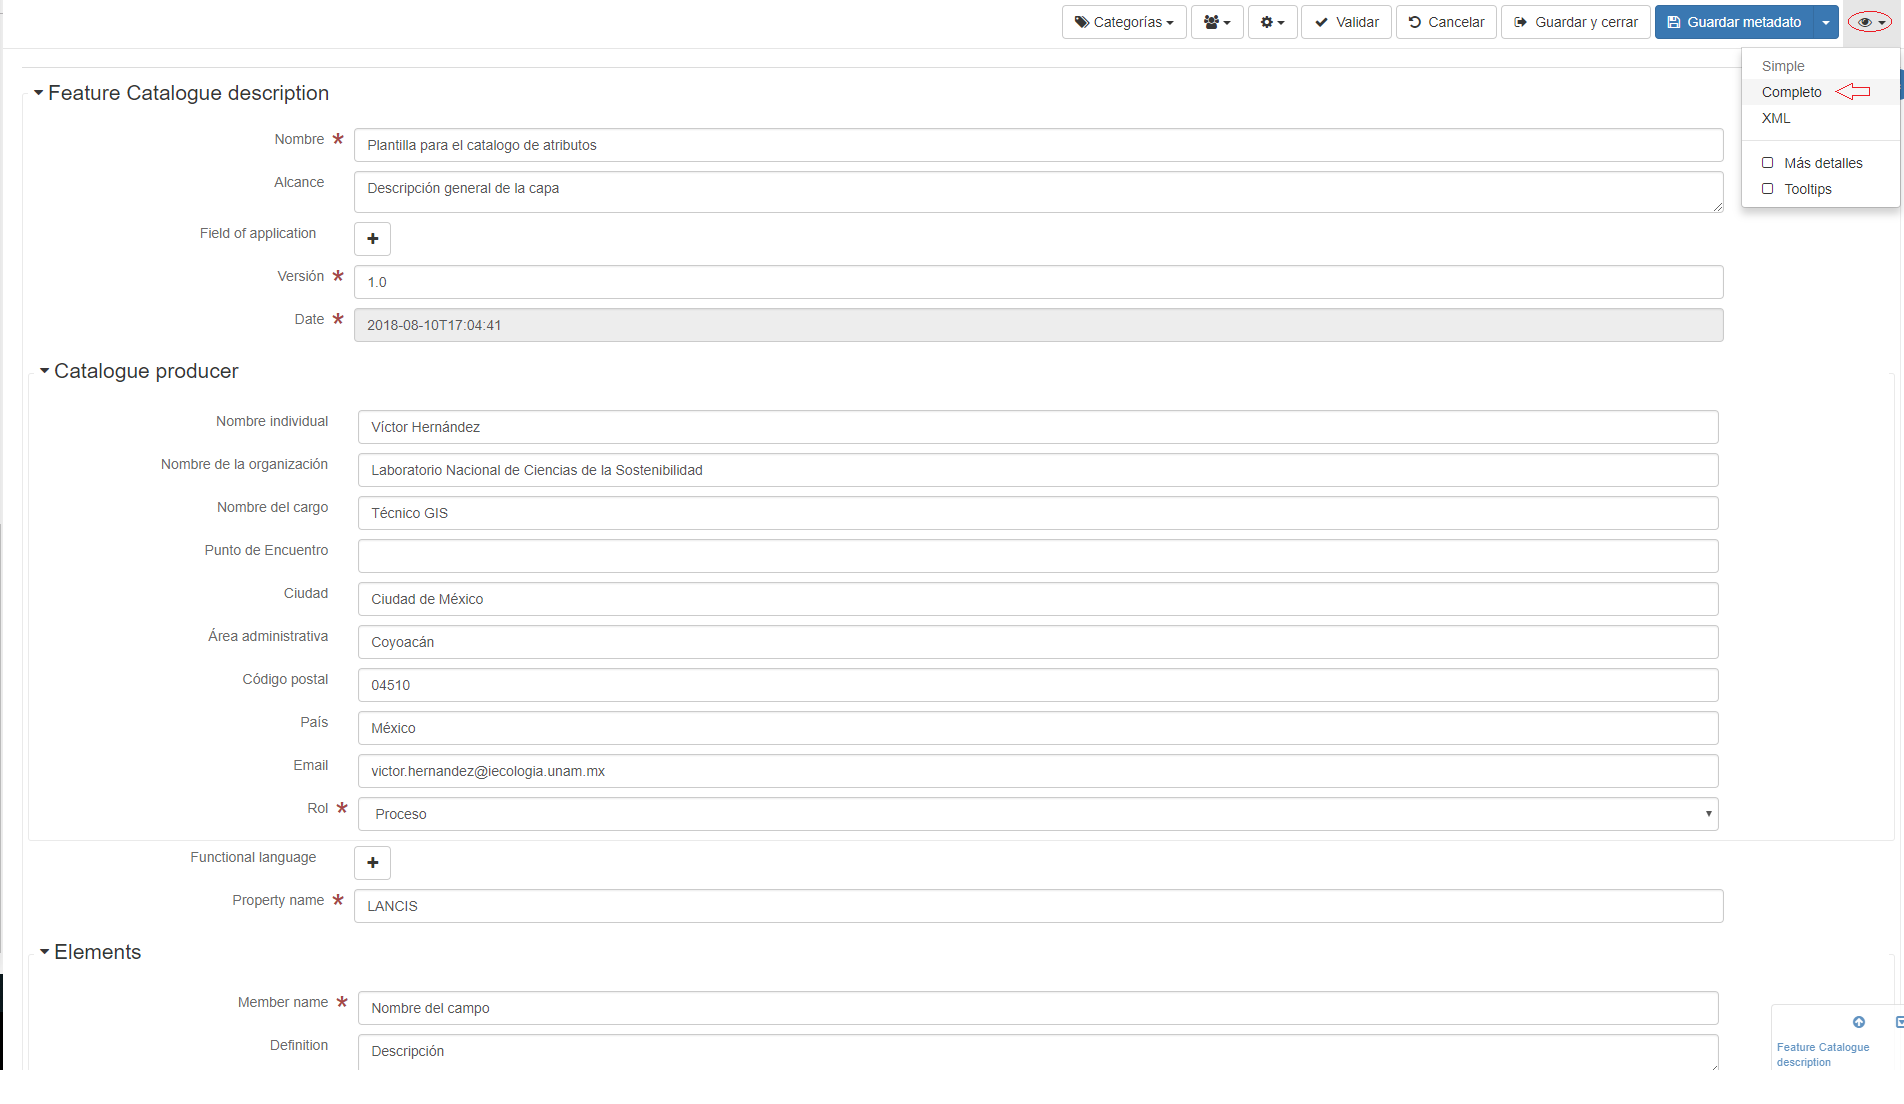 Categorías
Validar
Cancelar
Guardar y cerrar
Guardar metadato
Simple
Completo
XML
Más detalles
Tooltips
Feature Catalogue description
Nombre * Plantilla para el catalogo de atributos
Alcance Descripción general de la capa
Field of application
Versión * 1.0
Date * 2018-08-10T17:04:41
Catalogue producer
Nombre individual Víctor Hernández
Nombre de la organización Laboratorio Nacional de Ciencias de la Sostenibilidad
Nombre del cargo Técnico GIS
Punto de Encuentro
Ciudad Ciudad de México
Área administrativa Coyoacán
Código postal 04510
País México
Email victor.hernandez@iecologia.unam.mx
Rol * Proceso
Functional language
Property name * LANCIS
Elements
Member name * Nombre del campo
Definition Descripción
Feature Catalogue
description